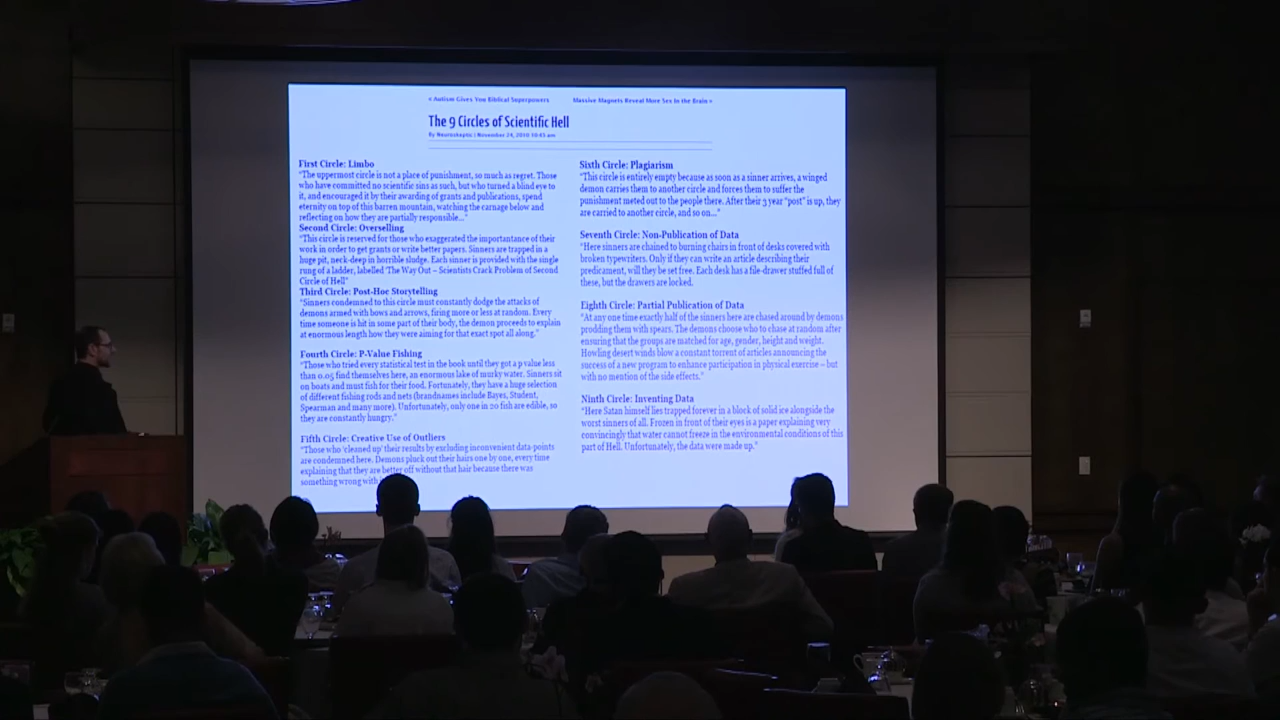 « Autism Gives You Biblical Superpowers
Massive Magnets Reveal More Sex In the Brain »
The 9 Circles of Scientific Hell
By Neuroskeptic | November 24, 2010 10:45 am
First Circle: Limbo
"The uppermost circle is not a place of punishment, so much as regret. Those
who have committed no scientific sins as such, but who turned a blind eye to
it, and encouraged it by their awarding of grants and publications, spend
eternity on top of this barren mountain, watching the carnage below and
reflecting on how they are partially responsible..."
Second Circle: Overselling
"This circle is reserved for those who exaggerated the importantance of their
work in order to get grants or write better papers. Sinners are trapped in a
huge pit, neck-deep in horrible sludge. Each sinner is provided with the single
rung of a ladder, labelled 'The Way Out – Scientists Crack Problem of Second
Circle of Hell"
Third Circle: Post-Hoc Storytelling
"Sinners condemned to this circle must constantly dodge the attacks of
demons armed with bows and arrows, firing more or less at random. Every
time someone is hit in some part of their body, the demon proceeds to explain
at enormous length how they were aiming for that exact spot all along."
Fourth Circle: P-Value Fishing
"Those who tried every statistical test in the book until they got a p value less
than 0.05 find themselves here, an enormous lake of murky water. Sinners sit
on boats and must fish for their food. Fortunately, they have a huge selection
of different fishing rods and nets (brandnames include Bayes, Student,
Spearman and many more). Unfortunately, only one in 20 fish are edible, so
they are constantly hungry."
Fifth Circle: Creative Use of Outliers
"Those who 'cleaned up' their results by excluding inconvenient data-points
are condemned here. Demons pluck out their hairs one by one, every time
explaining that they are better off without that hair because there was
something wrong with
Sixth Circle: Plagiarism
"This circle is entirely empty because as soon as a sinner arrives, a winged
demon carries them to another circle and forces them to suffer the
punishment meted out to the people there. After their 3 year "post" is up, they
are carried to another circle, and so on..."
Seventh Circle: Non-Publication of Data
"Here sinners are chained to burning chairs in front of desks covered with
broken typewriters. Only if they can write an article describing their
predicament, will they be set free. Each desk has a file-drawer stuffed full of
these, but the drawers are locked.
Eighth Circle: Partial Publication of Data
"At any one time exactly half of the sinners here are chased around by demons
prodding them with spears. The demons choose who to chase at random after
ensuring that the groups are matched for age, gender, height and weight.
Howling desert winds blow a constant torrent of articles announcing the
success of a new program to enhance participation in physical exercise – but
with no mention of the side effects."
Ninth Circle: Inventing Data
"Here Satan himself lies trapped forever in a block of solid ice alongside the
worst sinners of all. Frozen in front of their eyes is a paper explaining very
convincingly that water cannot freeze in the environmental conditions of this
part of Hell. Unfortunately, the data were made up."